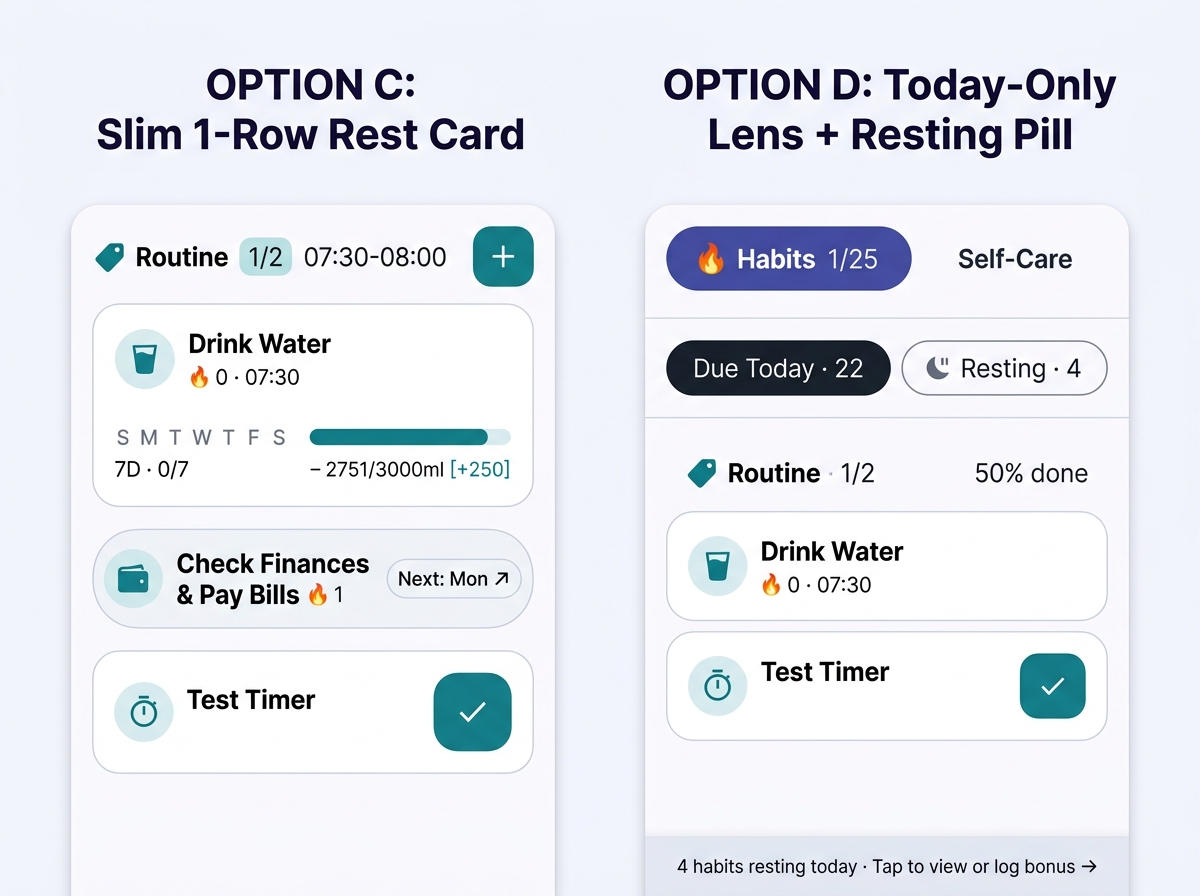 OPTION C:
Slim 1-Row Rest Card
Routine 1/2 07:30-08:00
Drink Water
🔥 0 · 07:30
S M T W T F S
7D · 0/7
– 2751/3000ml [+250]
Check Finances
& Pay Bills 🔥 1
Next: Mon ↗
Test Timer
OPTION D: Today-Only
Lens + Resting Pill
🔥 Habits 1/25
Self-Care
Due Today · 22
Resting · 4
Routine · 1/2
50% done
Drink Water
🔥 0 · 07:30
Test Timer
4 habits resting today · Tap to view or log bonus →